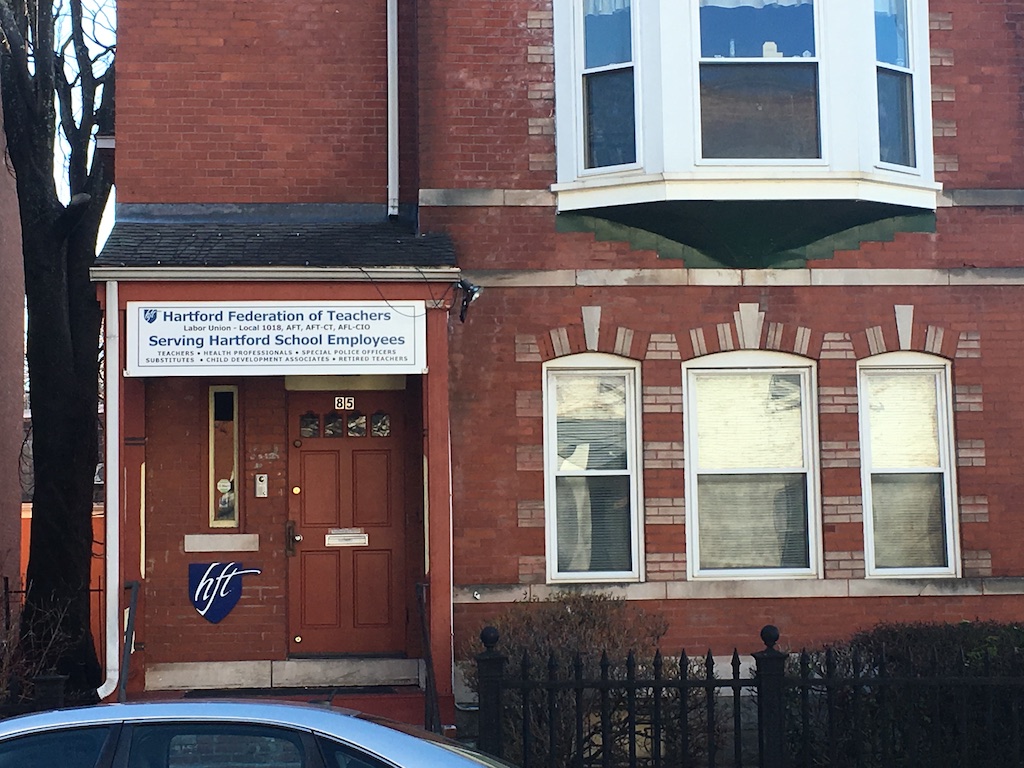 hft Hartford Federation of Teachers
Labor Union - Local 1018, AFT, AFT-CT, AFL-CIO
Serving Hartford School Employees
TEACHERS • HEALTH PROFESSIONALS • SPECIAL POLICE OFFICERS
SUBSTITUTES • CHILD DEVELOPMENT ASSOCIATES • RETIRED TEACHERS
85
hft